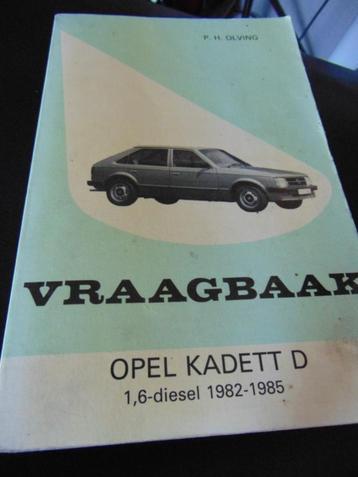 P. H. OLVING
VRAAGBAAK
OPEL KADETT D
1,6-diesel 1982-1985